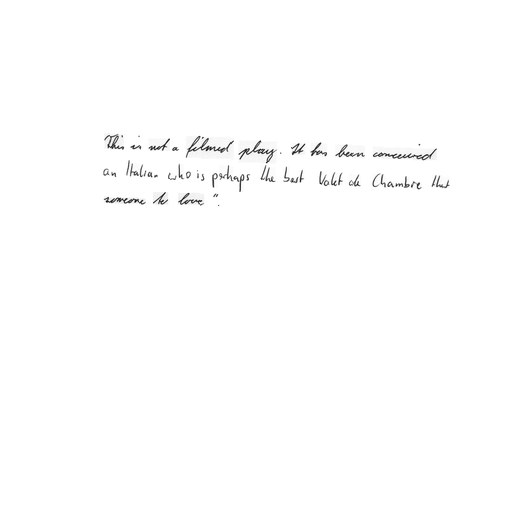 This is not a filmed play. It has been conceived
an Italian who is perhaps the best Valet de Chambre that
someone to love ".